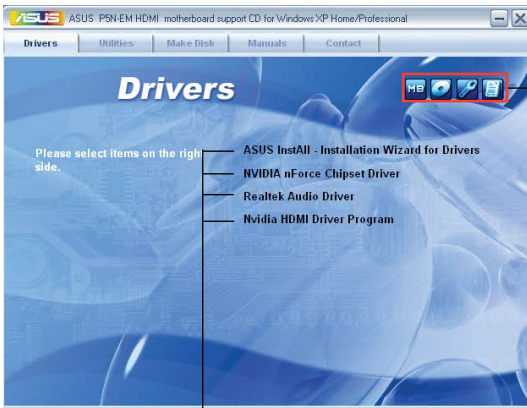 ASUS ASUS P5N-EM HDMI motherboard support CD for Windows XP Home/Professional
Drivers Utilities Make Disk Manuals Contact
Drivers
MB
Please select items on the right side.
ASUS InstAll - Installation Wizard for Drivers
NVIDIA nForce Chipset Driver
Realtek Audio Driver
Nvidia HDMI Driver Program